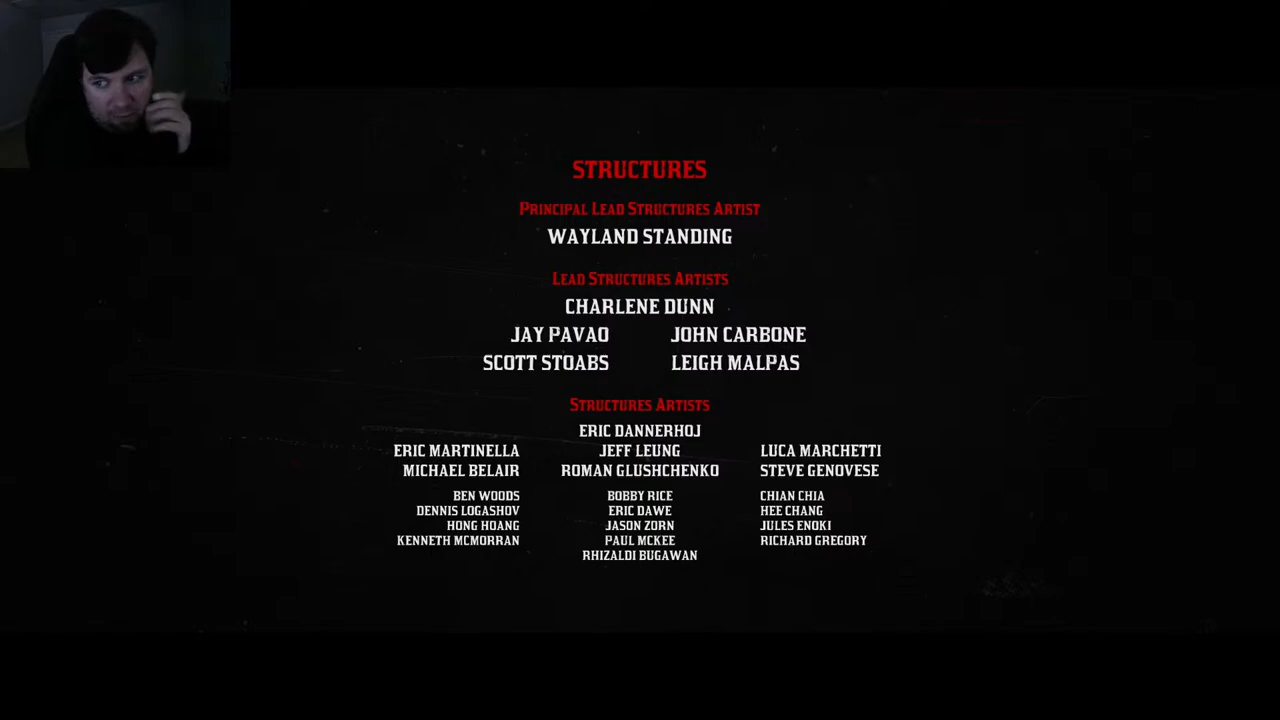 STRUCTURES
PRINCIPAL LEAD STRUCTURES ARTIST
WAYLAND STANDING
LEAD STRUCTURES ARTISTS
CHARLENE DUNN
JAY PAVAO JOHN CARBONE
SCOTT STOABS LEIGH MALPAS
STRUCTURES ARTISTS
ERIC DANNERHOJ
ERIC MARTINELLA JEFF LEUNG LUCA MARCHETTI
MICHAEL BELAIR ROMAN GLUSHCHENKO STEVE GENOVESE
BEN WOODS BOBBY RICE CHIAN CHIA
DENNIS LOGASHOV ERIC DAWE HEE CHANG
HONG HOANG JASON ZORN JULES ENOKI
KENNETH MCMORRAN PAUL MCKEE RICHARD GREGORY
RHIZALDI BUGAWAN